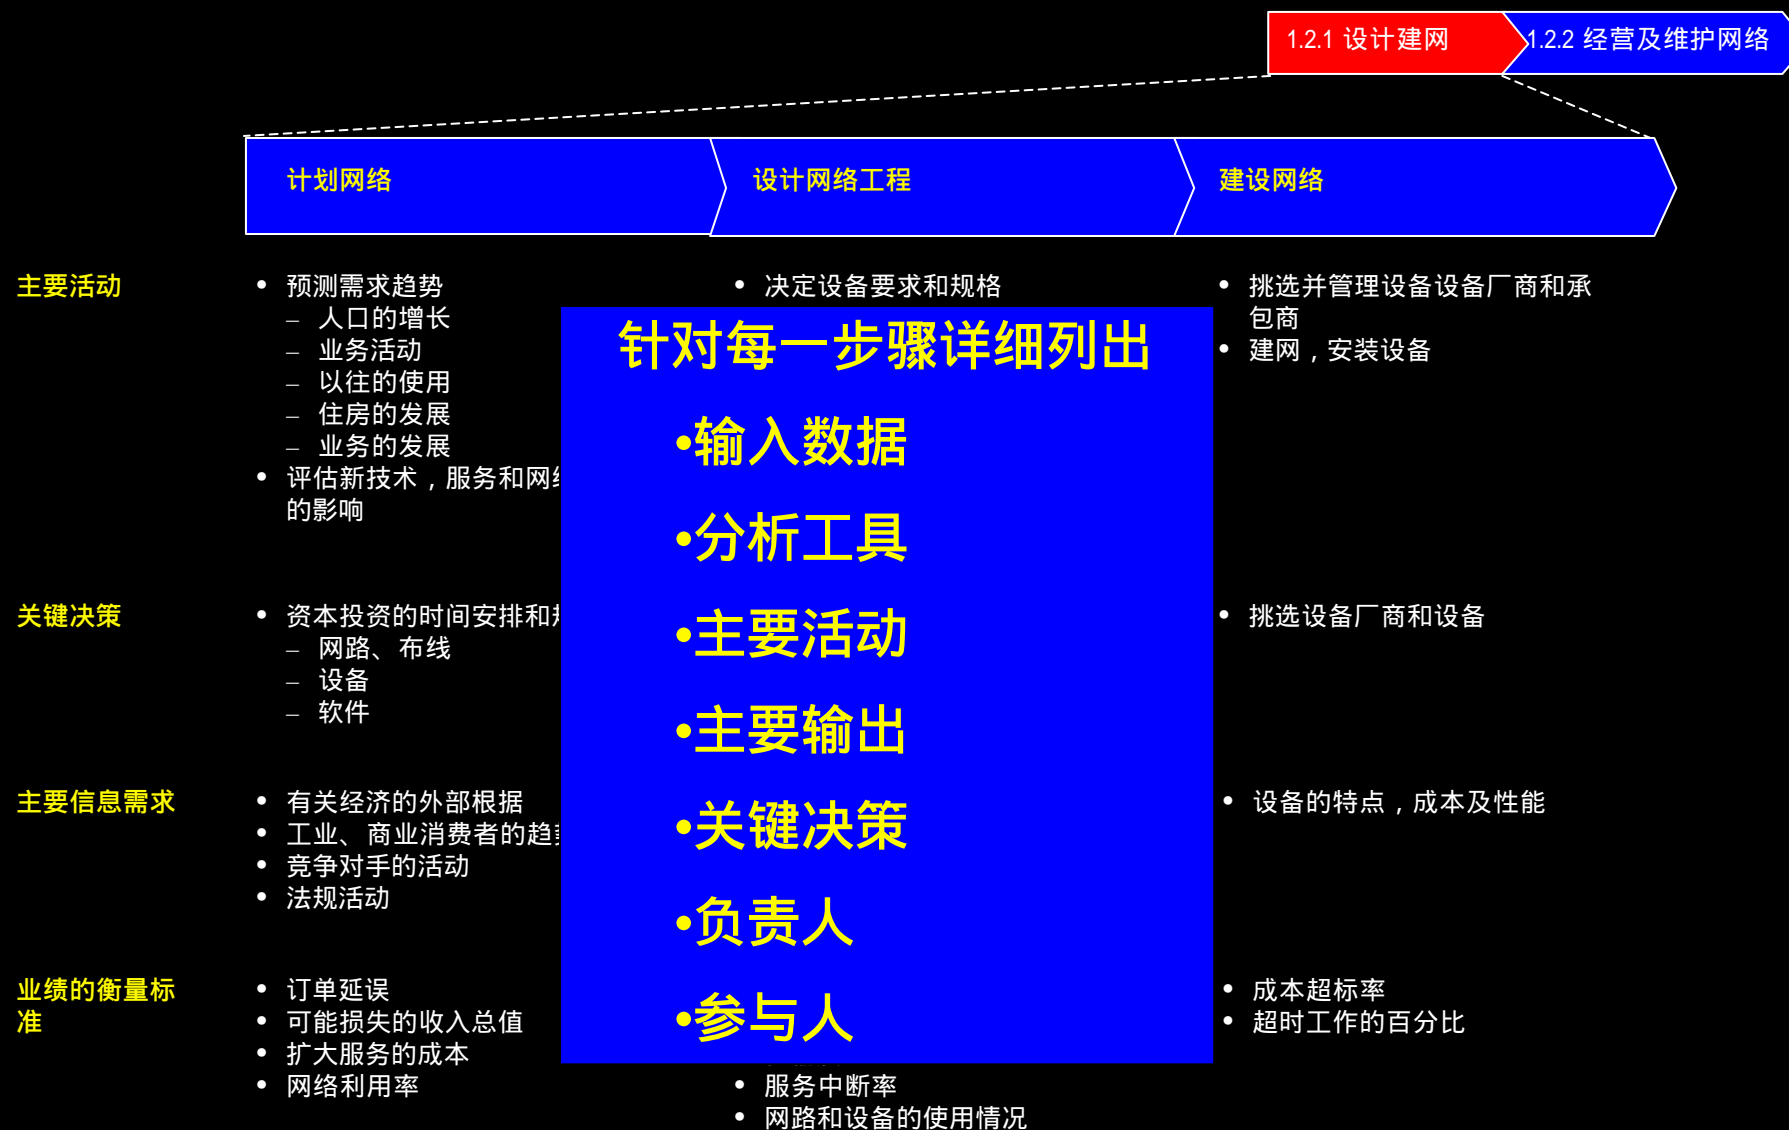 1.2.1 设计建网
1.2.2 经营及维护网络
计划网络
设计网络工程
建设网络
主要活动
• 预测需求趋势
– 人口的增长
– 业务活动
– 以往的使用
– 住房的发展
– 业务的发展
• 评估新技术，服务和网
的影响
• 决定设备要求和规格
• 挑选并管理设备设备厂商和承
包商
• 建网，安装设备
关键决策
• 资本投资的时间安排和
– 网路、布线
– 设备
– 软件
• 挑选设备厂商和设备
主要信息需求
• 有关经济的外部根据
• 工业、商业消费者的趋
• 竞争对手的活动
• 法规活动
• 设备的特点，成本及性能
业绩的衡量标
准
• 订单延误
• 可能损失的收入总值
• 扩大服务的成本
• 网络利用率
• 服务中断率
• 网路和设备的使用情况
• 成本超标率
• 超时工作的百分比
针对每一步骤详细列出
•输入数据
•分析工具
•主要活动
•主要输出
•关键决策
•负责人
•参与人